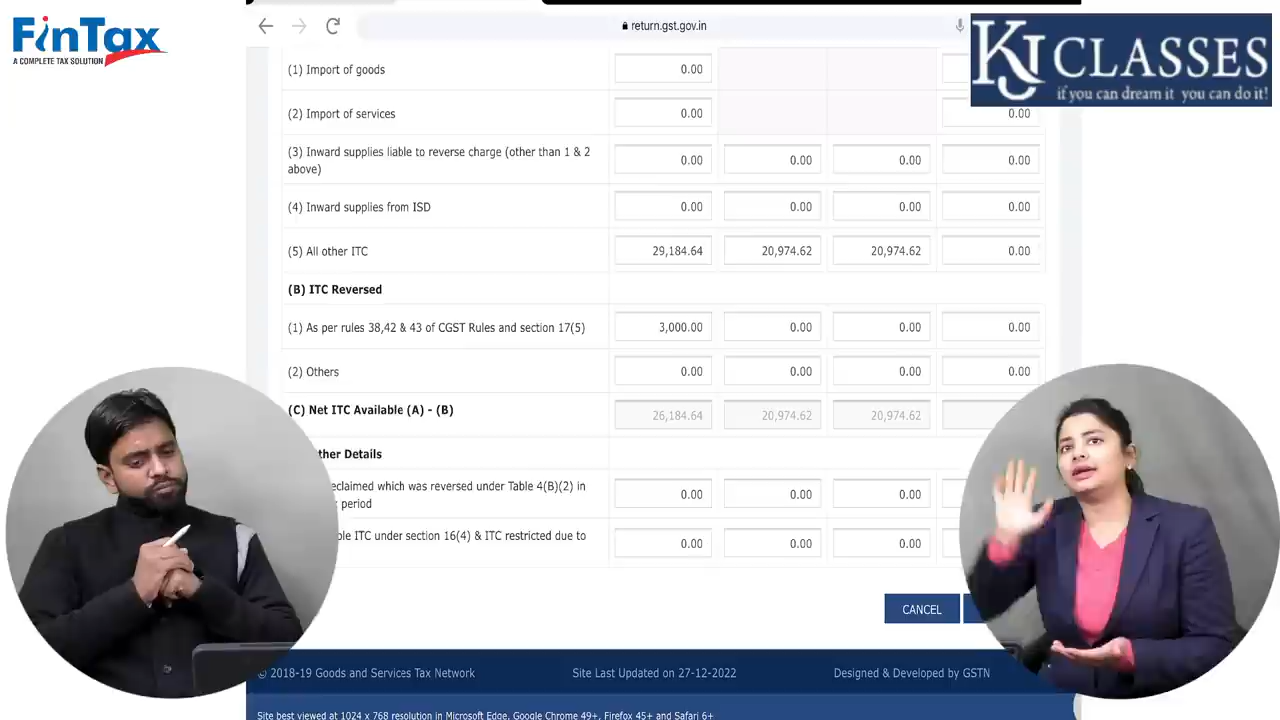 FinTax
A COMPLETE TAX SOLUTION
return.gst.gov.in
KJ CLASSES
if you can dream it you can do it!
(1) Import of goods 0.00
(2) Import of services 0.00 0.00
(3) Inward supplies liable to reverse charge (other than 1 & 2 0.00 0.00 0.00 0.00
above)
(4) Inward supplies from ISD 0.00 0.00 0.00 0.00
(5) All other ITC 29,184.64 20,974.62 20,974.62 0.00
(B) ITC Reversed
(1) As per rules 38,42 & 43 of CGST Rules and section 17(5) 3,000.00 0.00 0.00 0.00
(2) Others 0.00 0.00 0.00 0.00
(C) Net ITC Available (A) - (B) 26,184.64 20,974.62 20,974.62
Details
which was reversed under Table 4(B)(2) in 0.00 0.00 0.00
period
ITC under section 16(4) & ITC restricted due to 0.00 0.00 0.00
CANCEL
© 2018-19 Goods and Services Tax Network Site Last Updated on 27-12-2022 Designed & Developed by GSTN
Site best viewed at 1024 x 768 resolution in Microsoft Edge, Google Chrome 49+, Firefox 45+ and Safari 6+